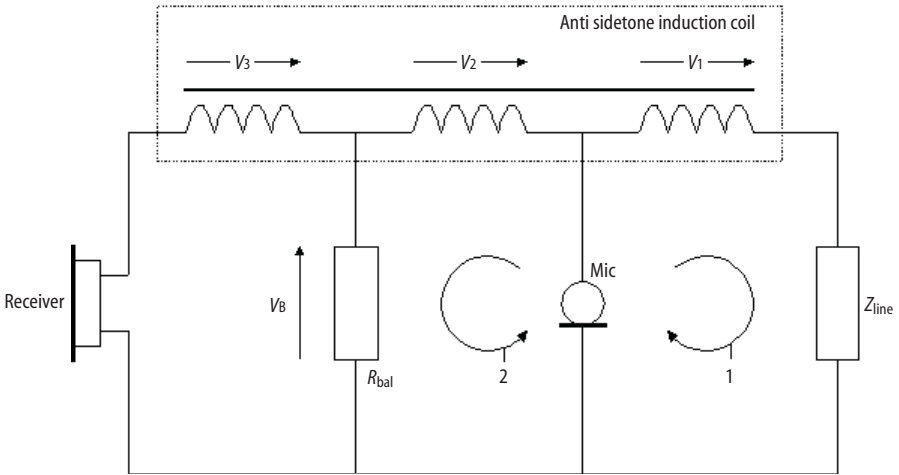 Anti sidetone induction coil
V3
V2
V1
Receiver
VB
Rbal
2
Mic
1
Zline